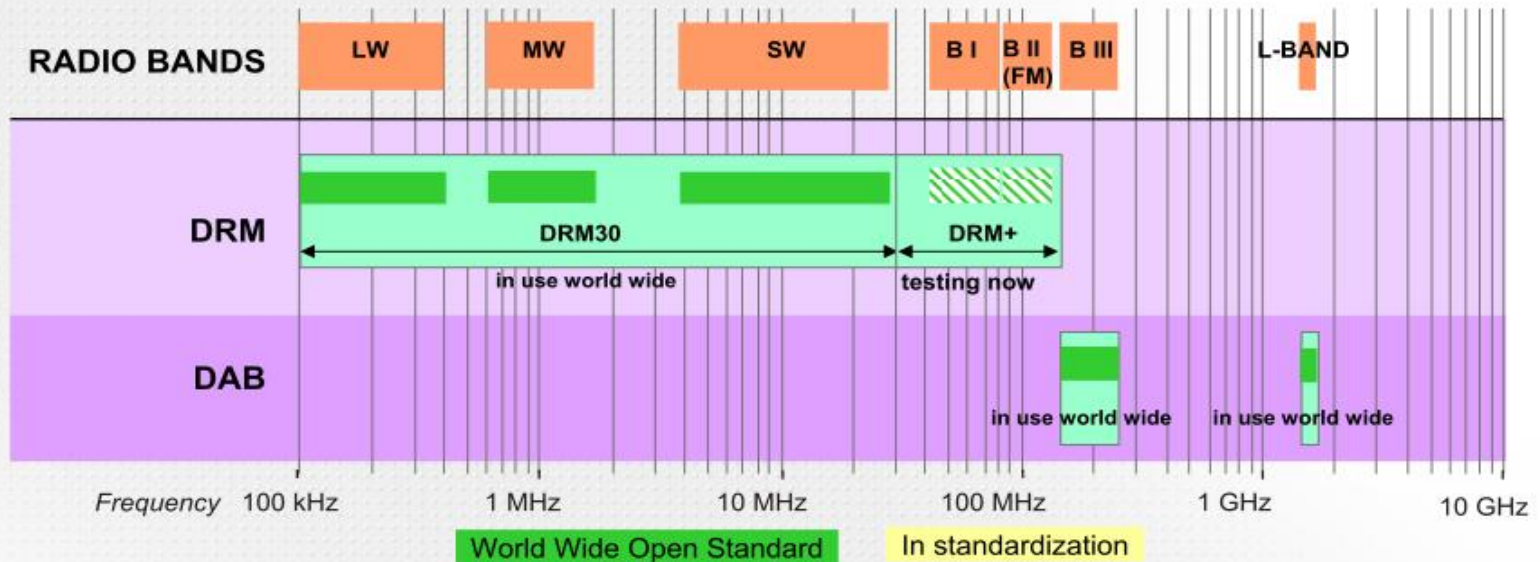 RADIO BANDS
LW
MW
SW
B I
B II
(FM)
B III
L-BAND
DRM
DRM30
DRM+
in use world wide
testing now
DAB
in use world wide
in use world wide
Frequency
100 kHz
1 MHz
10 MHz
100 MHz
1 GHz
10 GHz
World Wide Open Standard
In standardization